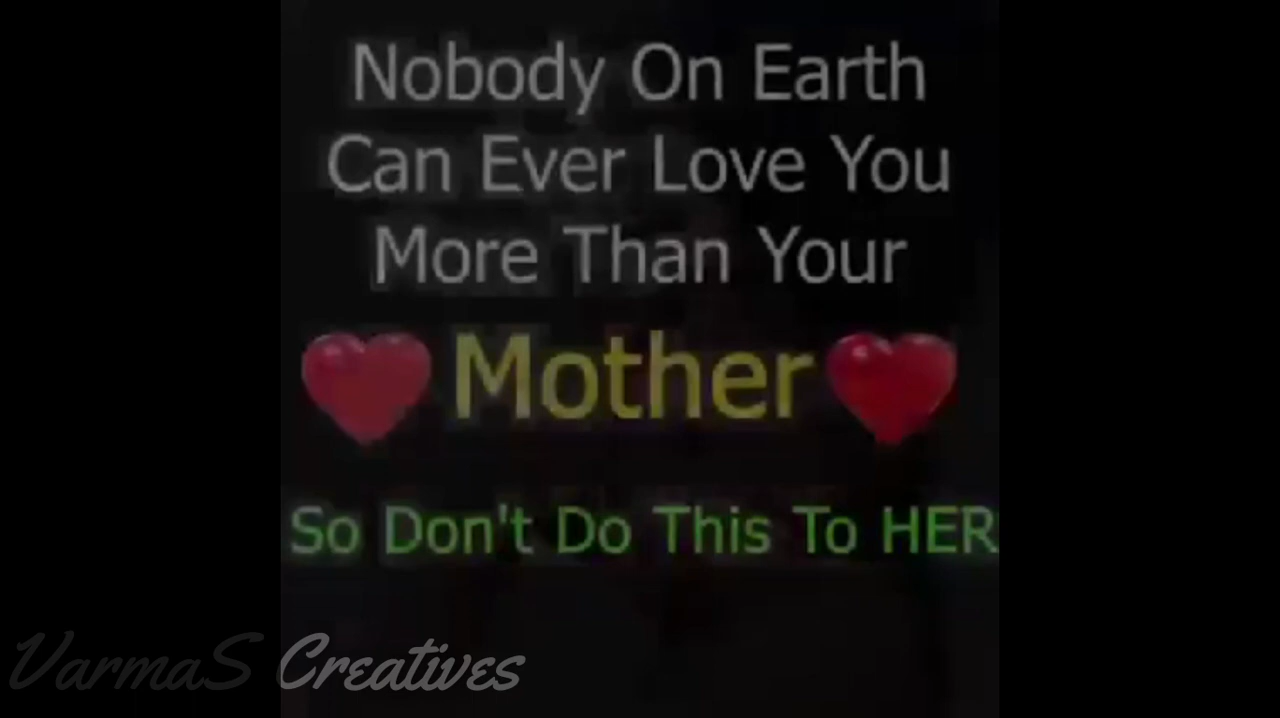 Nobody On Earth
Can Ever Love You
More Than Your
Mother
So Don't Do This To HER
VarmaS Creatives